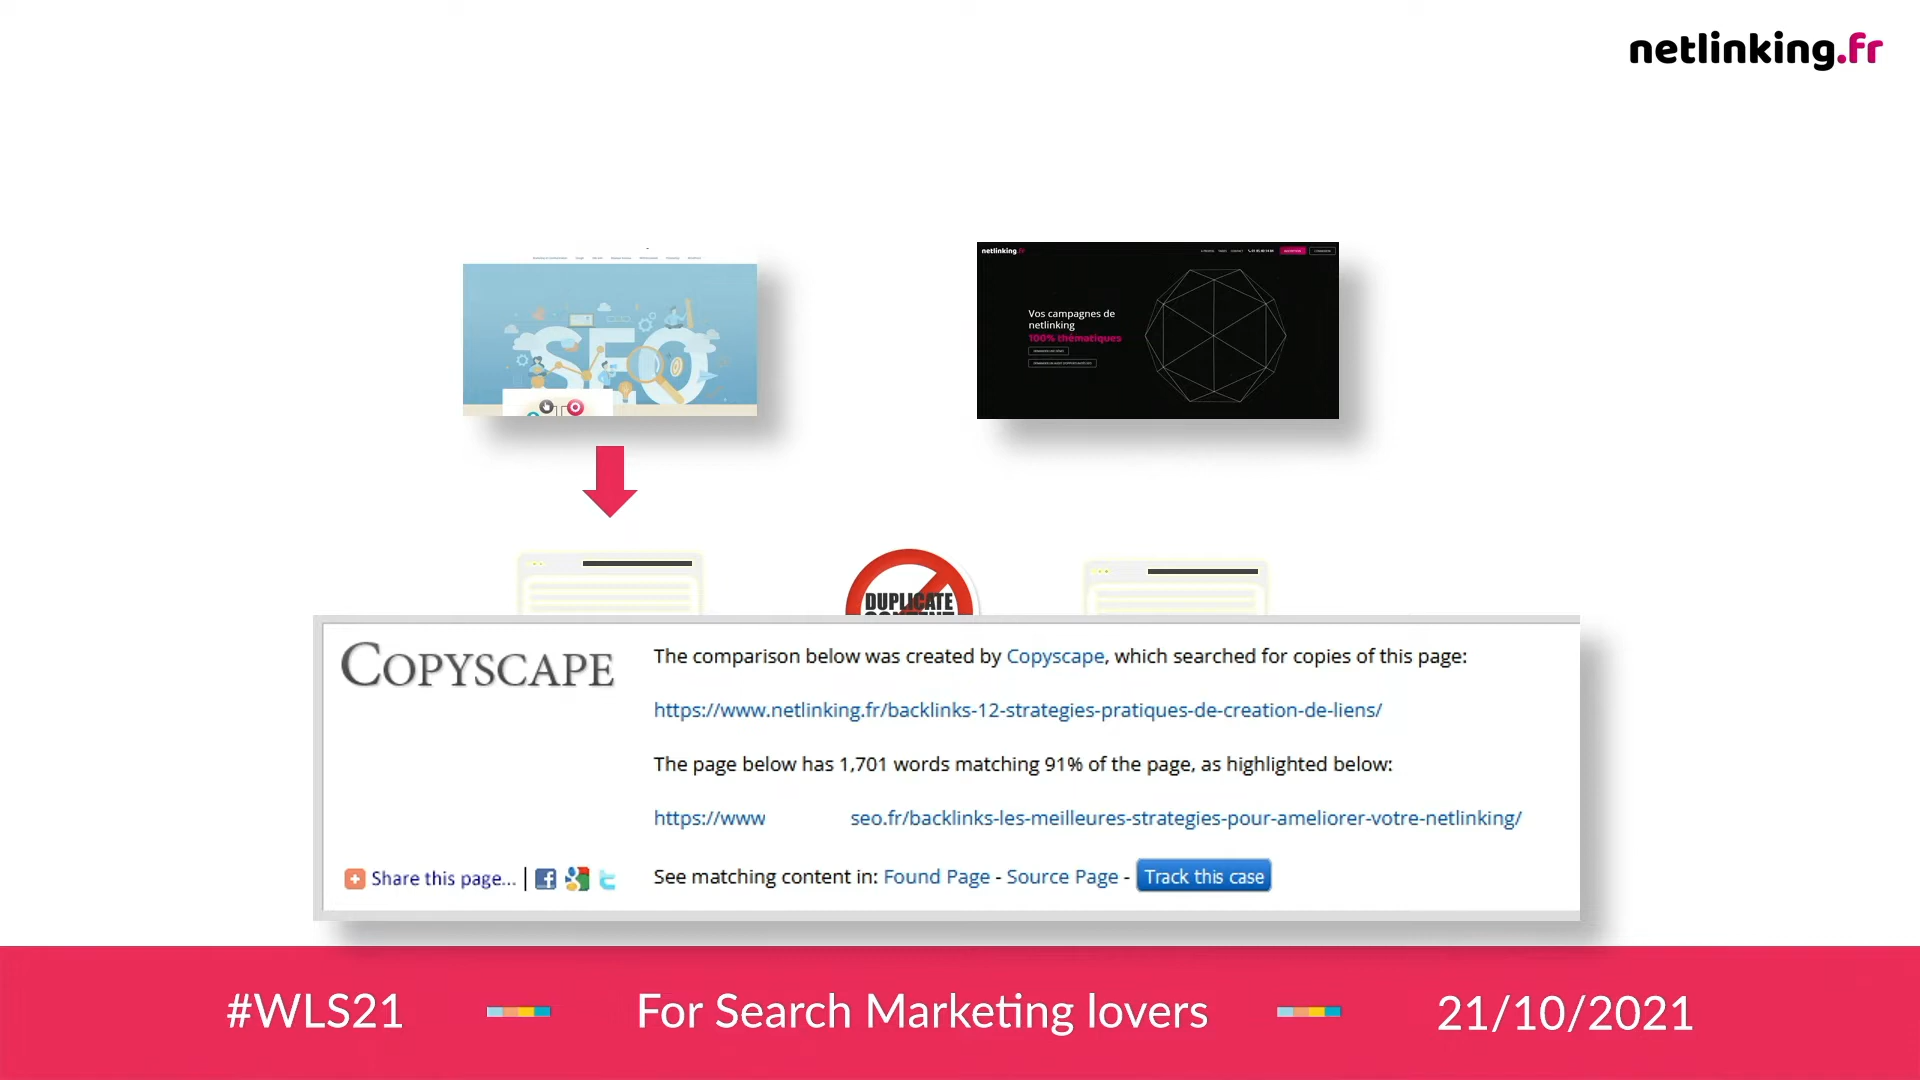 netlinking.fr
netlinking.fr
SEO
Vos campagnes de
netlinking
100% thématiques
DUPLICATE
COPYSCAPE
The comparison below was created by Copyscape, which searched for copies of this page:
https://www.netlinking.fr/backlinks-12-strategies-pratiques-de-creation-de-liens/
The page below has 1,701 words matching 91% of the page, as highlighted below:
https://www seo.fr/backlinks-les-meilleures-strategies-pour-ameliorer-votre-netlinking/
Share this page... |
See matching content in: Found Page - Source Page - Track this case
#WLS21
For Search Marketing lovers
21/10/2021